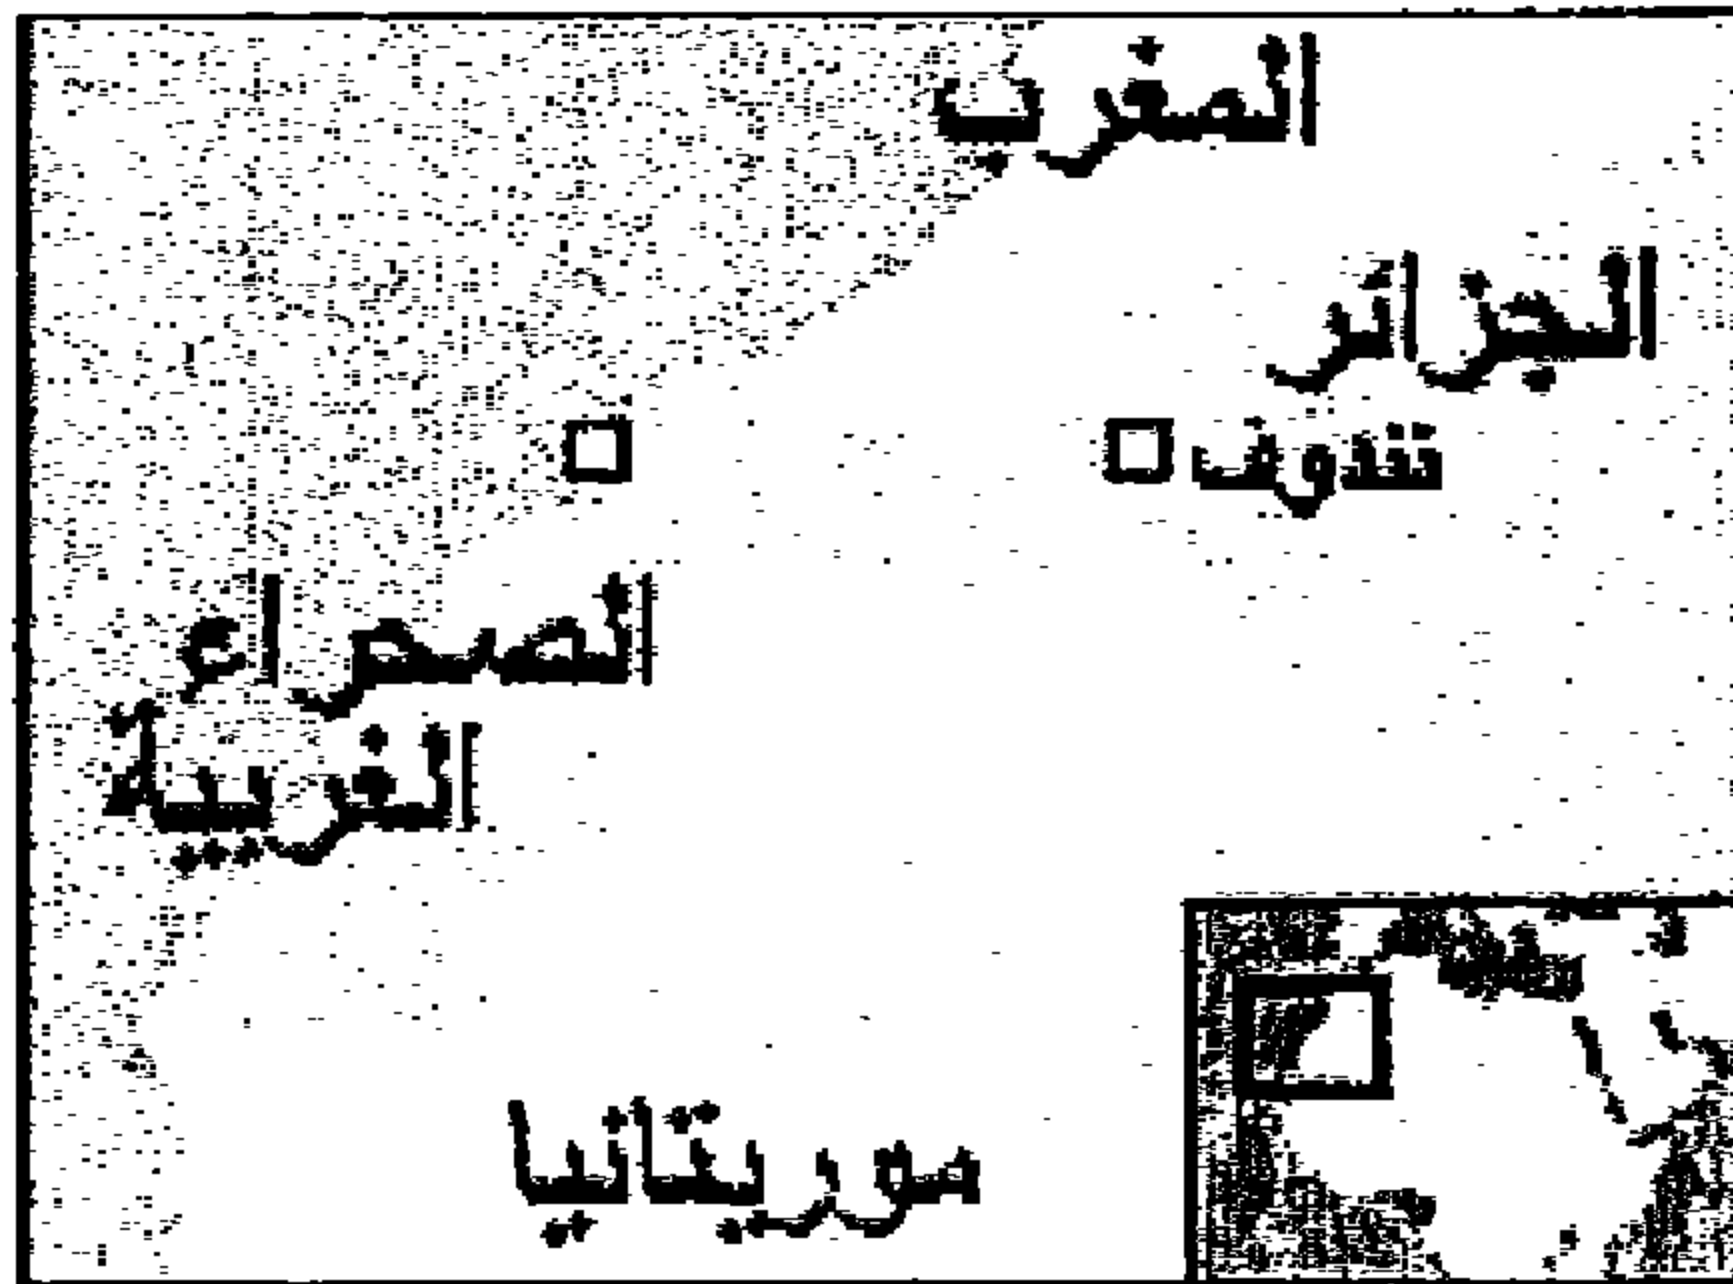 المغرب
الجزائر
تندوف
الصحراء
الغربية
موريتانيا